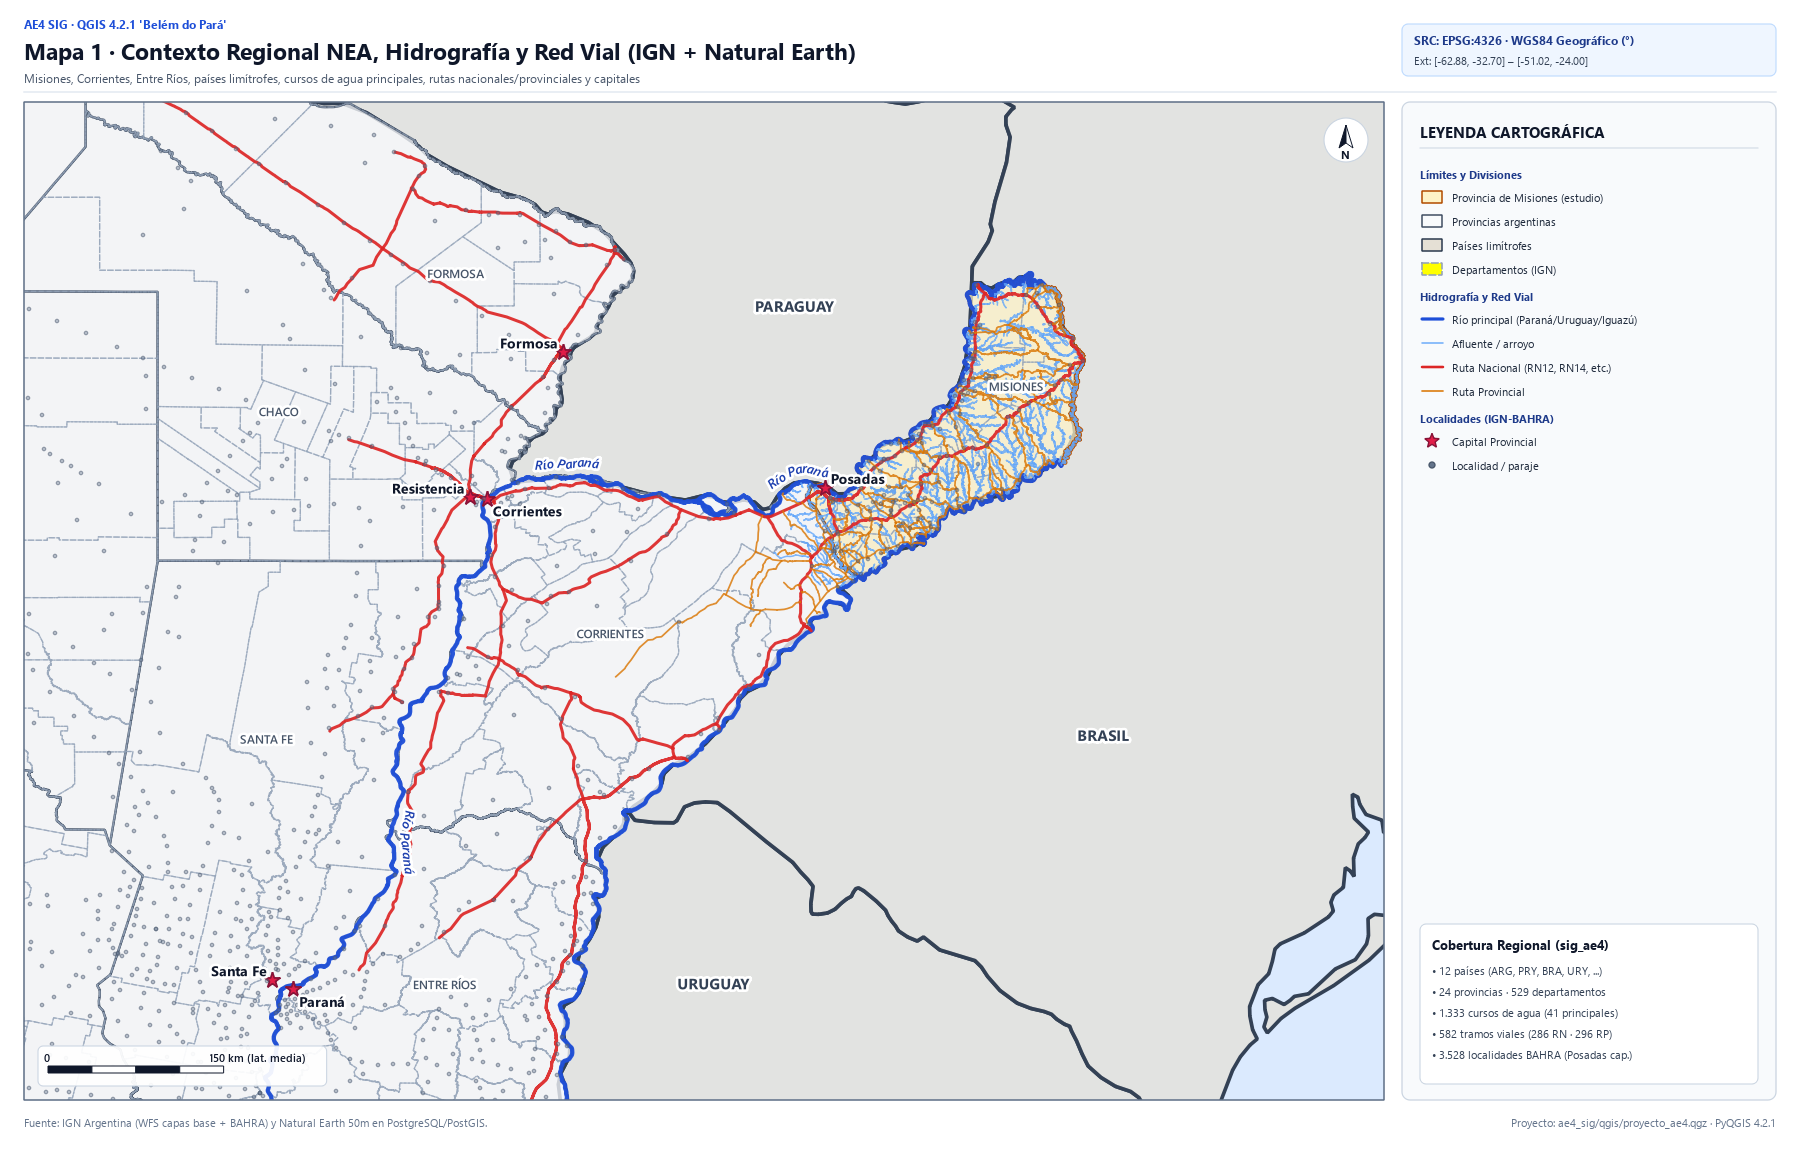 AE4 SIG · QGIS 4.2.1 'Belém do Pará'
Mapa 1 · Contexto Regional NEA, Hidrografía y Red Vial (IGN + Natural Earth)
Misiones, Corrientes, Entre Ríos, países limítrofes, cursos de agua principales, rutas nacionales/provinciales y capitales
SRC: EPSG:4326 · WGS84 Geográfico (°)
Ext: [-62.88, -32.70] – [-51.02, -24.00]
N
FORMOSA
PARAGUAY
Formosa
MISIONES
CHACO
Río Paraná
Río Paraná
Posadas
Resistencia
Corrientes
CORRIENTES
SANTA FE
BRASIL
Río Paraná
Santa Fe
Paraná
ENTRE RÍOS
URUGUAY
0
150 km (lat. media)
LEYENDA CARTOGRÁFICA
Límites y Divisiones
Provincia de Misiones (estudio)
Provincias argentinas
Países limítrofes
Departamentos (IGN)
Hidrografía y Red Vial
Río principal (Paraná/Uruguay/Iguazú)
Afluente / arroyo
Ruta Nacional (RN12, RN14, etc.)
Ruta Provincial
Localidades (IGN-BAHRA)
Capital Provincial
Localidad / paraje
Cobertura Regional (sig_ae4)
• 12 países (ARG, PRY, BRA, URY, ..)
• 24 provincias · 529 departamentos
• 1.333 cursos de agua (41 principales)
• 582 tramos viales (286 RN · 296 RP)
• 3.528 localidades BAHRA (Posadas cap.)
Fuente: IGN Argentina (WFS capas base + BAHRA) y Natural Earth 50m en PostgreSQL/PostGIS.
Proyecto: ae4_sig/qgis/proyecto_ae4.qgz · PyQGIS 4.2.1